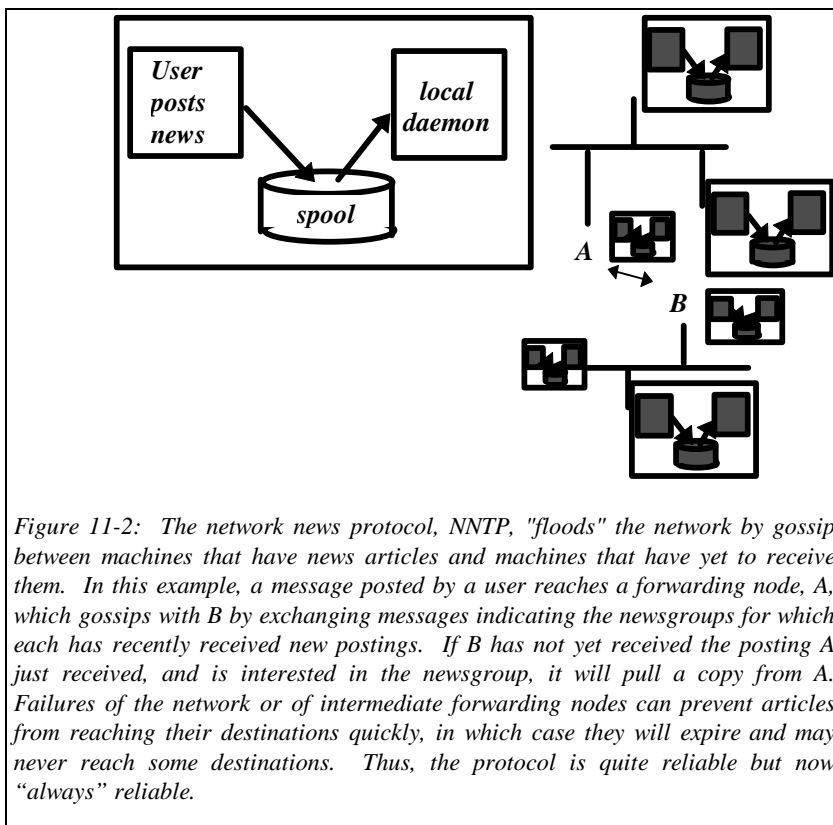 User
posts
news
local
daemon
spool
A
B
Figure 11-2: The network news protocol, NNTP, "floods" the network by gossip
between machines that have news articles and machines that have yet to receive
them. In this example, a message posted by a user reaches a forwarding node, A,
which gossips with B by exchanging messages indicating the newsgroups for which
each has recently received new postings. If B has not yet received the posting A
just received, and is interested in the newsgroup, it will pull a copy from A.
Failures of the network or of intermediate forwarding nodes can prevent articles
from reaching their destinations quickly, in which case they will expire and may
never reach some destinations. Thus, the protocol is quite reliable but now
“always” reliable.